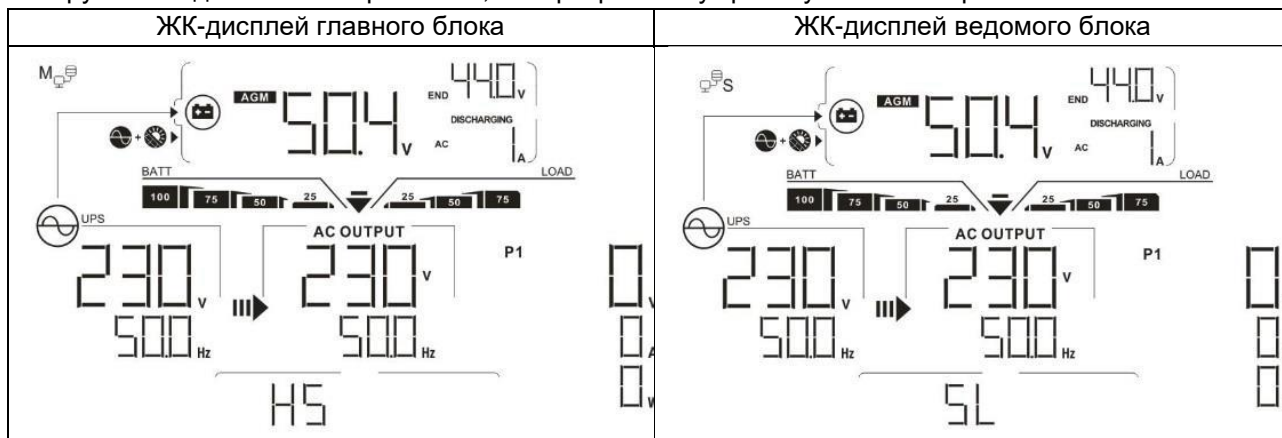 ЖК-дисплей главного блока
ЖК-дисплей ведомого блока
M
END 44.0 V
AGM 50.4 V
DISCHARGING
AC 1 A
BATT LOAD
100 75 50 25 25 50 75
UPS
AC OUTPUT
P1
230 V 230 V 0
50.0 Hz 50.0 Hz 0
0
HS
S
END 44.0 V
AGM 50.4 V
DISCHARGING
AC 1 A
BATT LOAD
100 75 50 25 25 50 75
UPS
AC OUTPUT
P1
230 V 230 V 0
50.0 Hz 50.0 Hz 0
0
SL